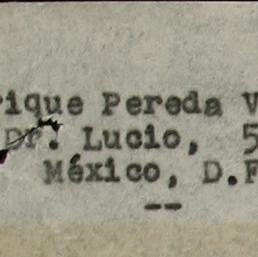 rique Pereda V
Dr. Lucio, 5
México, D.F
--